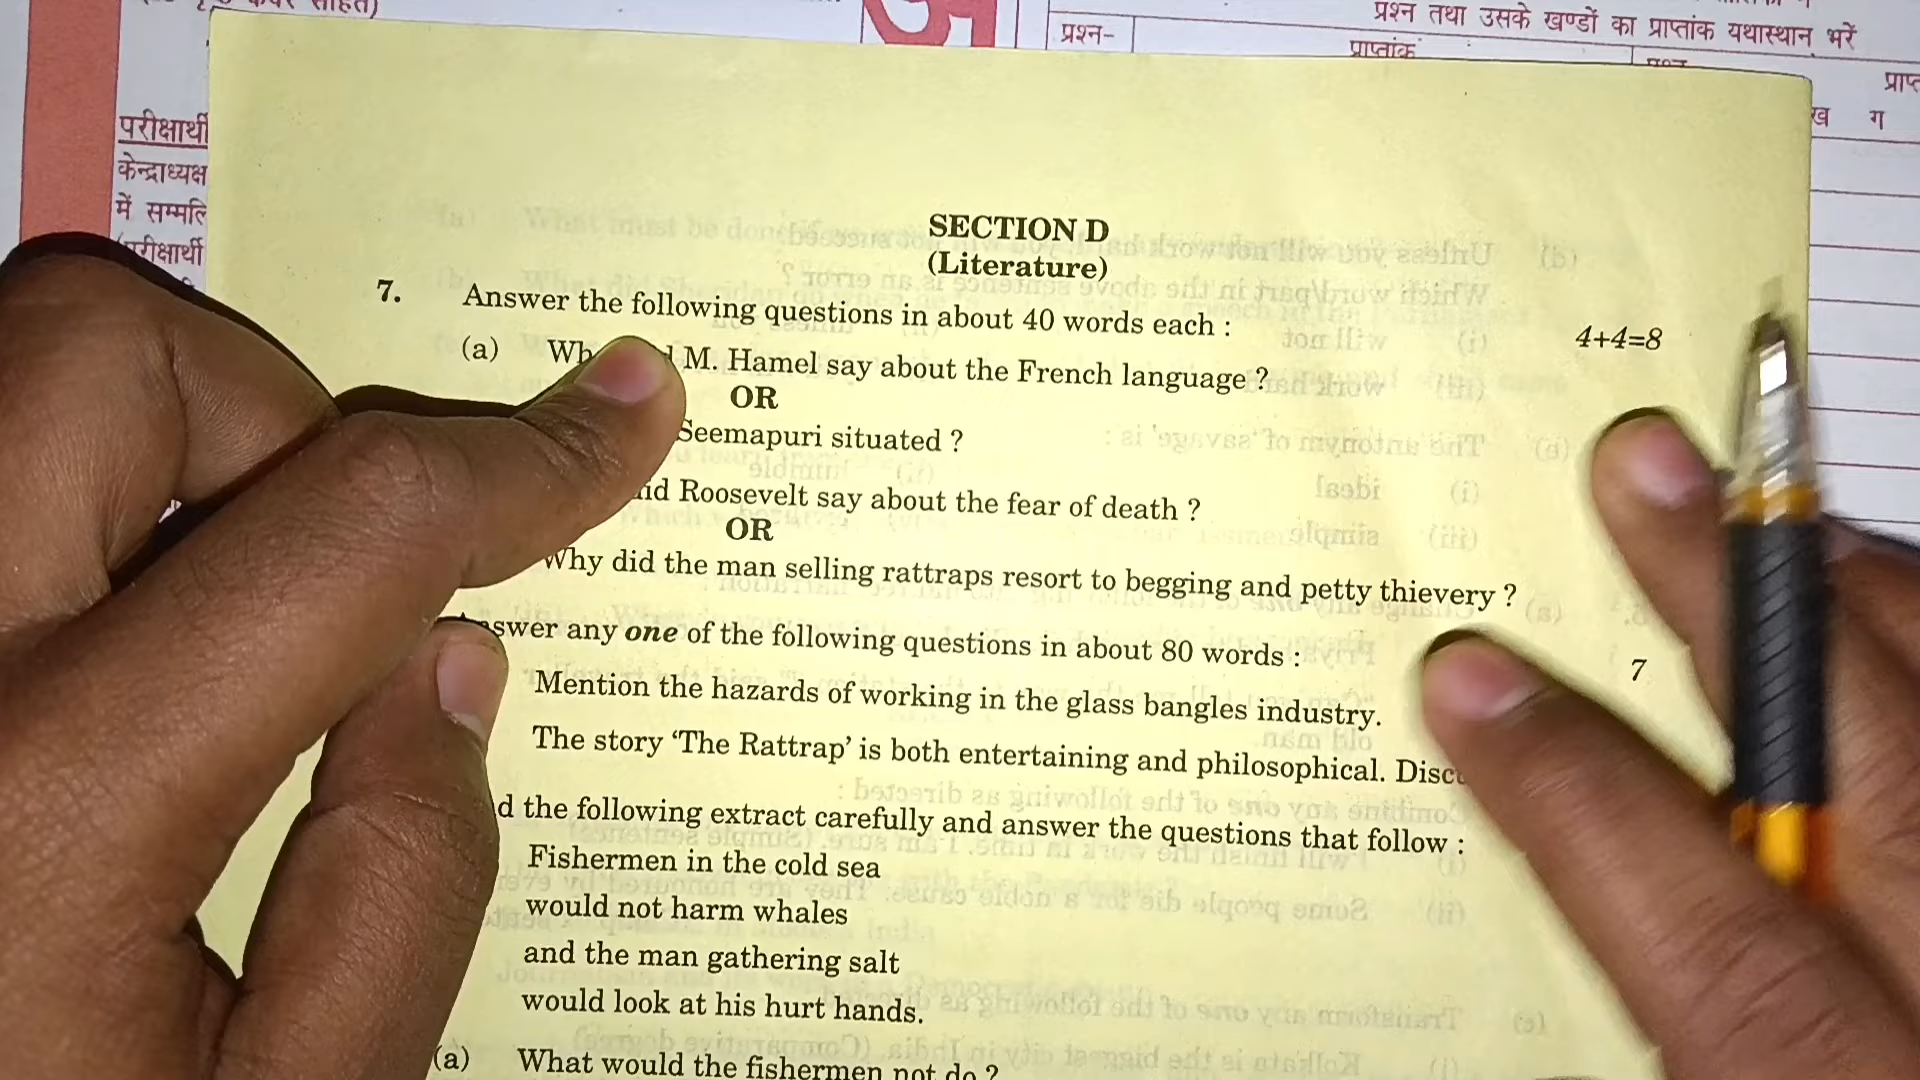 प्रश्न तथा उसके खण्डों का प्राप्तांक यथास्थान भरें
प्रश्न-
प्राप्तांक
ग
परीक्षार्थी
केन्द्राध्यक्ष
में सम्मलि
SECTION D
(Literature)
7. Answer the following questions in about 40 words each : 4+4=8
(a) M. Hamel say about the French language ?
OR
Seemapuri situated ?
Roosevelt say about the fear of death ?
OR
Why did the man selling rattraps resort to begging and petty thievery ?
any one of the following questions in about 80 words : 7
Mention the hazards of working in the glass bangles industry.
The story ‘The Rattrap’ is both entertaining and philosophical.
the following extract carefully and answer the questions that follow :
Fishermen in the cold sea
would not harm whales
and the man gathering salt
would look at his hurt hands.
(a) What would the fishermen not do ?